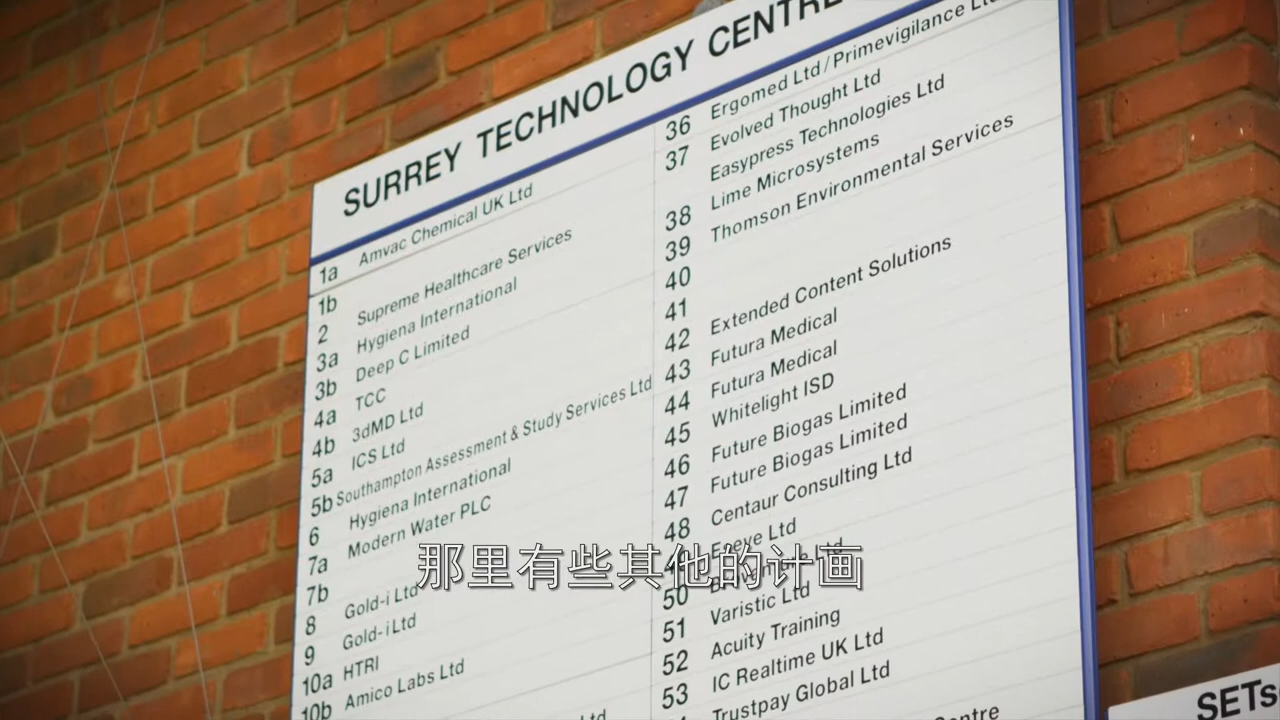 SURREY TECHNOLOGY CENTRE
1a Amvac Chemical UK Ltd
1b
2 Supreme Healthcare Services
3a Hygiena International
3b Deep C Limited
4a TCC
4b 3dMD Ltd
5a ICS Ltd
5b Southampton Assessment & Study Services Ltd
6 Hygiena International
7a Modern Water PLC
7b
8 Gold-i Ltd
9 Gold-i Ltd
10a HTRI
10b Amico Labs Ltd
Ltd
36 Ergomed Ltd / Primevigilance Ltd
37 Evolved Thought Ltd
Easypress Technologies Ltd
38 Lime Microsystems
39 Thomson Environmental Services
40
41
42 Extended Content Solutions
43 Futura Medical
44 Futura Medical
45 Whitelight ISD
46 Future Biogas Limited
47 Future Biogas Limited
48 Centaur Consulting Ltd
Ltd
50 Ltd
51 Varistic Ltd
52 Acuity Training
53 IC Realtime UK Ltd
Trustpay Global Ltd
那里有些其他的计画
SETs